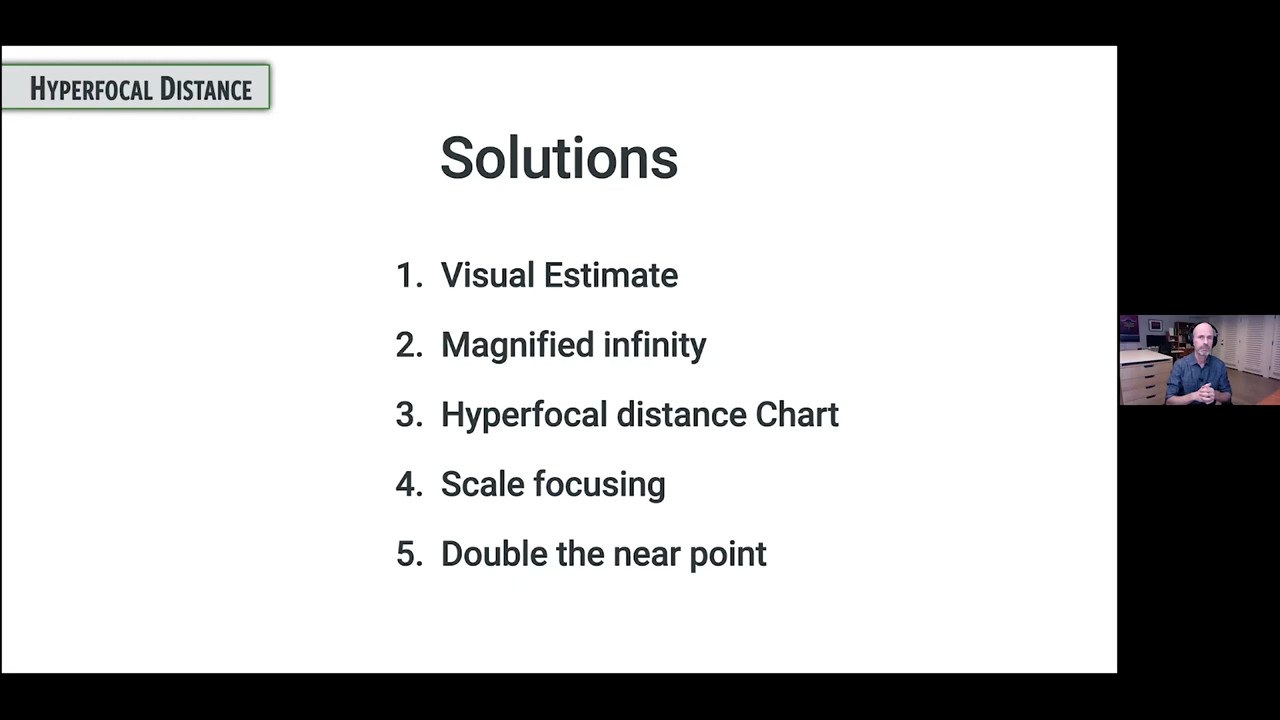 HYPERFOCAL DISTANCE
Solutions
1. Visual Estimate
2. Magnified infinity
3. Hyperfocal distance Chart
4. Scale focusing
5. Double the near point